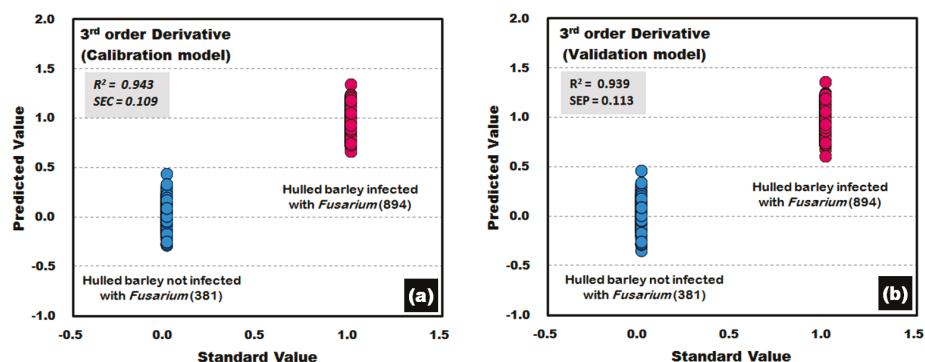 3rd order Derivative
(Calibration model)
R² = 0.943
SEC = 0.109
Hulled barley infected
with Fusarium (894)
Hulled barley not infected
with Fusarium (381)
(a)
Predicted Value
2.0
1.5
1.0
0.5
0.0
-0.5
-1.0
-0.5
0.0
0.5
1.0
1.5
Standard Value
3rd order Derivative
(Validation model)
R² = 0.939
SEP = 0.113
Hulled barley infected
with Fusarium (894)
Hulled barley not infected
with Fusarium (381)
(b)
Predicted Value
2.0
1.5
1.0
0.5
0.0
-0.5
-1.0
-0.5
0.0
0.5
1.0
1.5
Standard Value